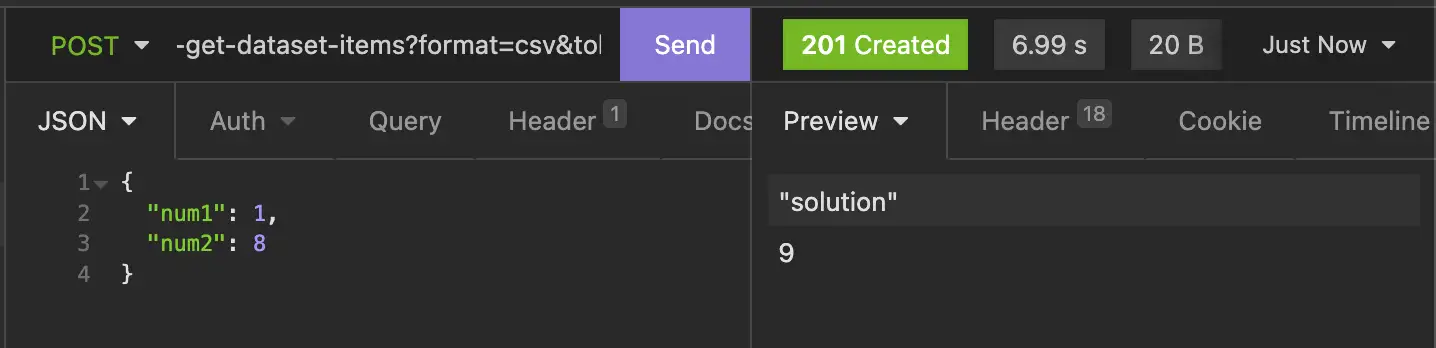 POST -get-dataset-items?format=csv&tol Send 201 Created 6.99 s 20 B Just Now
JSON Auth Query Header 1 Docs Preview Header 18 Cookie Timeline
1 {
2 "num1": 1,
3 "num2": 8
4 }
"solution"
9